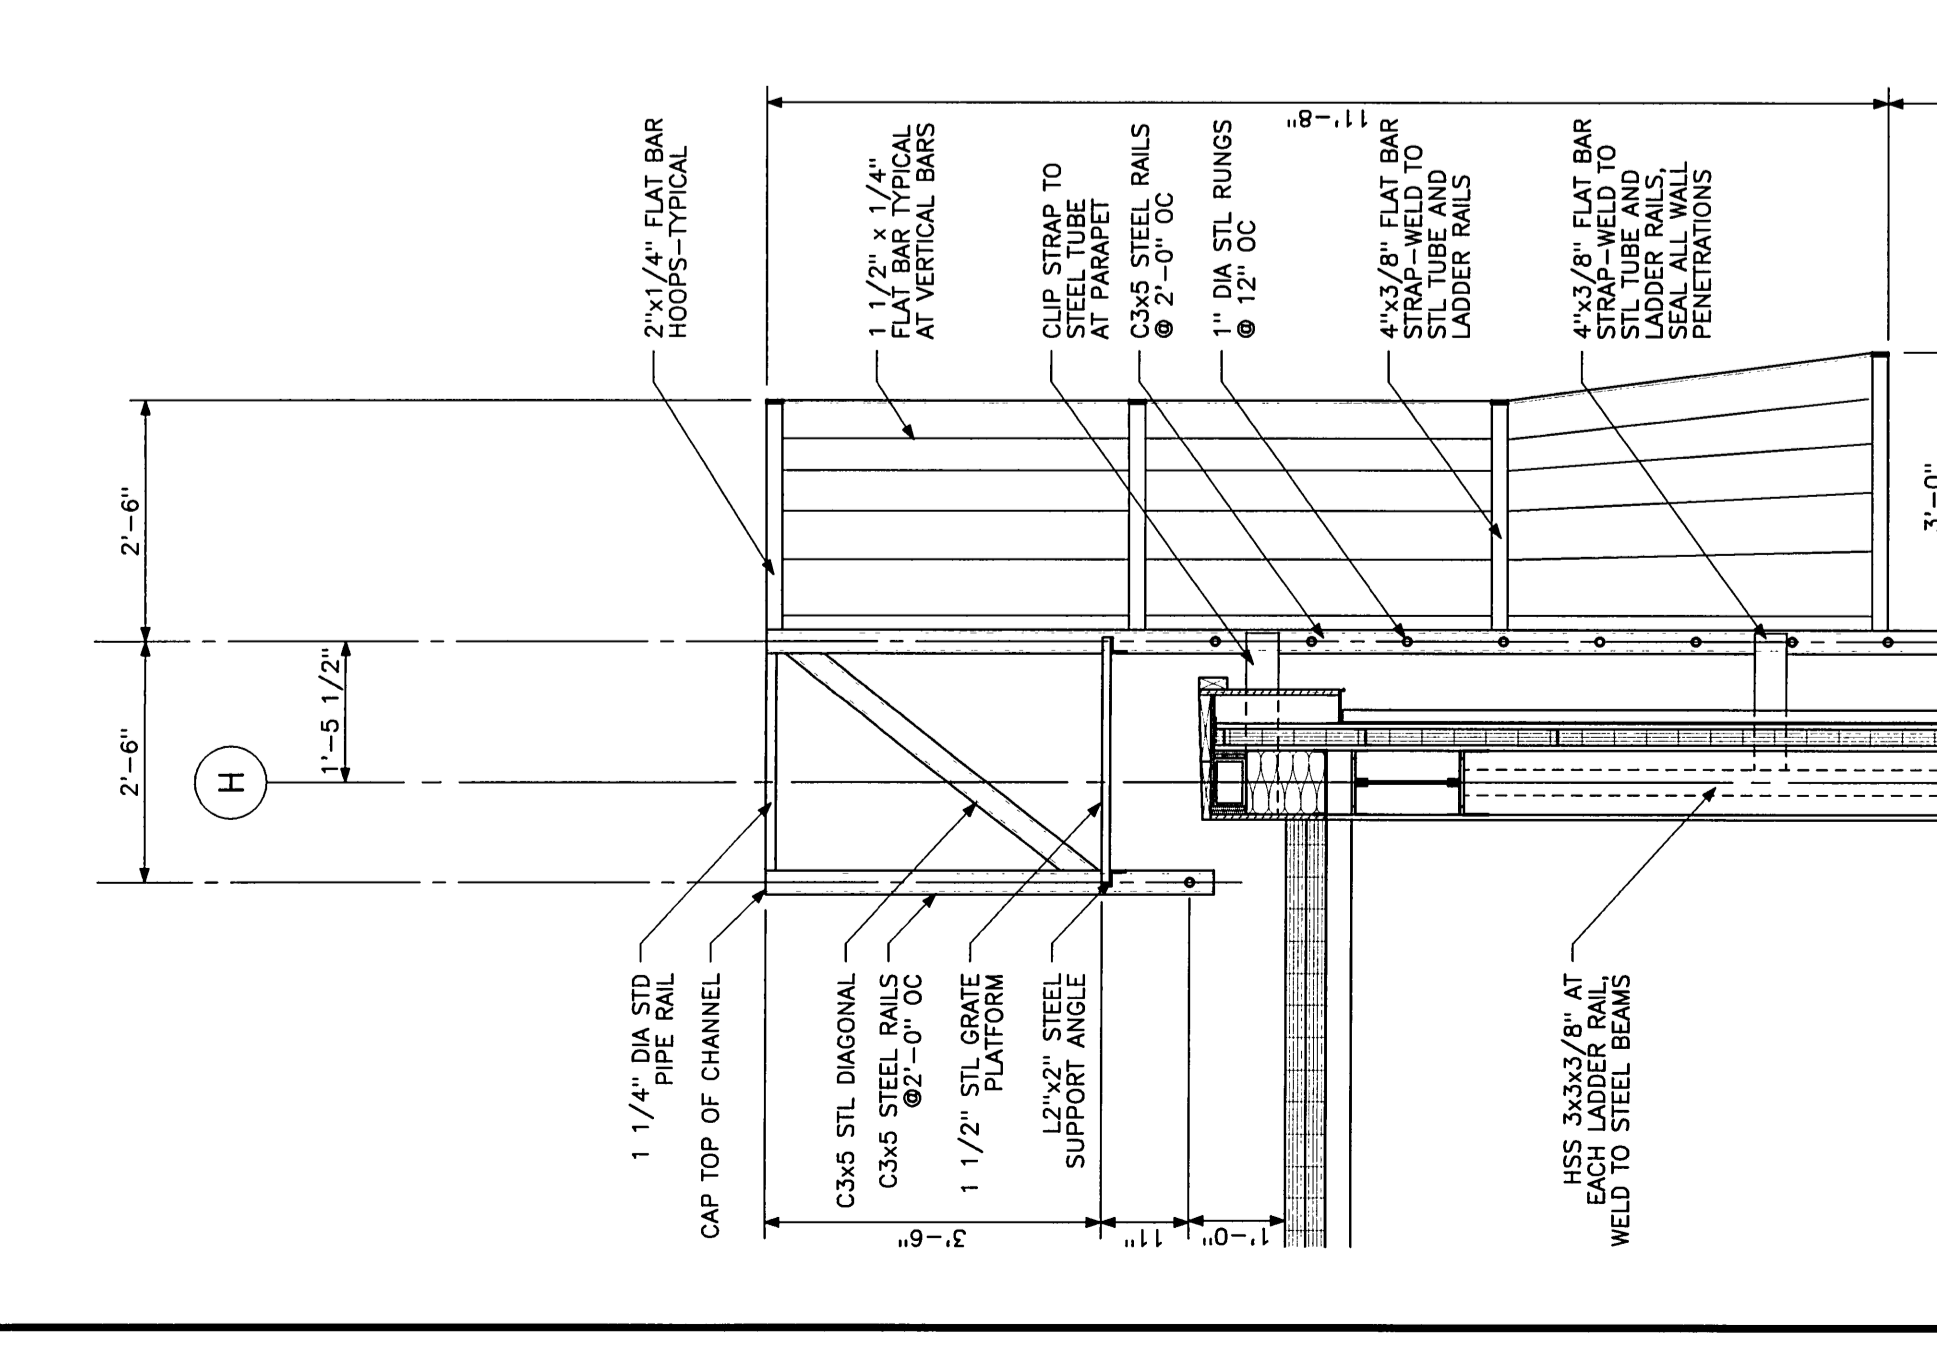 2"x1/4" FLAT BAR
HOOPS-TYPICAL
1 1/2" x 1/4"
FLAT BAR TYPICAL
AT VERTICAL BARS
CLIP STRAP TO
STEEL TUBE
AT PARAPET
C3x5 STEEL RAILS
@ 2'-0" OC
1" DIA STL RUNGS
@ 12" OC
4"x3/8" FLAT BAR
STRAP-WELD TO
STL TUBE AND
LADDER RAILS
4"x3/8" FLAT BAR
STRAP-WELD TO
STL TUBE AND
LADDER RAILS,
SEAL ALL WALL
PENETRATIONS
11'-8"
2'-6"
2'-6"
1'-5 1/2"
H
3'-0"
1 1/4" DIA STD
PIPE RAIL
CAP TOP OF CHANNEL
C3x5 STL DIAGONAL
C3x5 STEEL RAILS
@2'-0" OC
1 1/2" STL GRATE
PLATFORM
L2"x2" STEEL
SUPPORT ANGLE
HSS 3x3x3/8" AT
EACH LADDER RAIL,
WELD TO STEEL BEAMS
3'-6"
11"
1'-0"